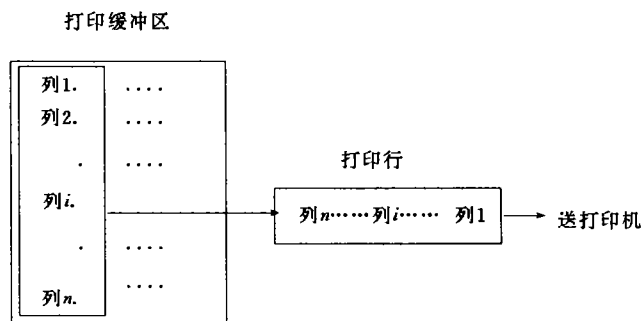 打印缓冲区
列1. ....
列2. ....
. ....
打印行
列i.
列n……列i…… 列1
送打印机
. ....
....
列n.